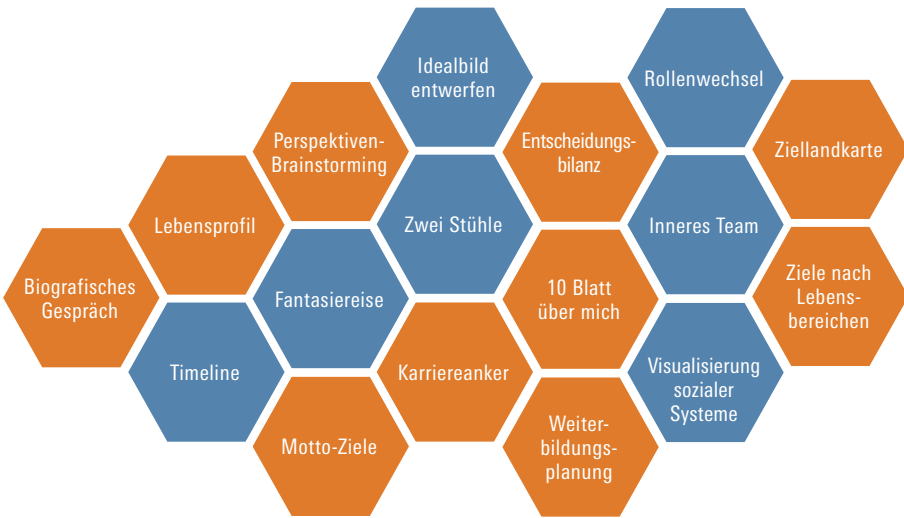 Idealbild
entwerfen
Rollenwechsel
Perspektiven-
Brainstorming
Entscheidungs-
bilanz
Ziellandkarte
Lebensprofil
Zwei Stühle
Inneres Team
Biografisches
Gespräch
Fantasiereise
10 Blatt
über mich
Ziele nach
Lebens-
bereichen
Timeline
Karriereanker
Visualisierung
sozialer
Systeme
Motto-Ziele
Weiter-
bildungs-
planung